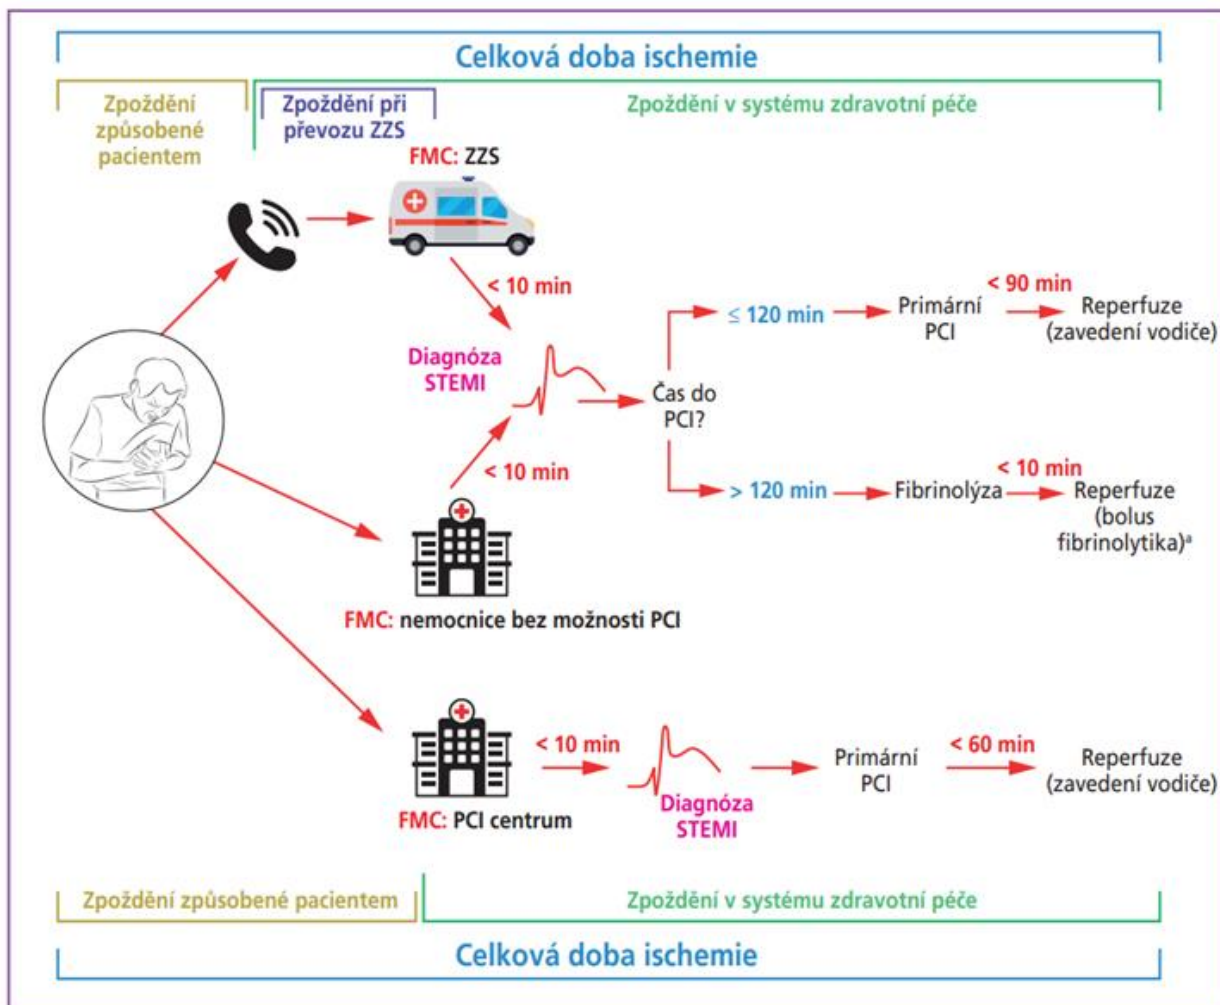 Celková doba ischemie
Zpoždění
způsobené
pacientem
Zpoždění při
převozu ZZS
Zpoždění v systému zdravotní péče
FMC: ZZS
< 10 min
Diagnóza
STEMI
< 10 min
Čas do
PCI?
≤ 120 min
Primární
PCI
< 90 min
Reperfuze
(zavedení vodiče)
> 120 min
Fibrinolýza
< 10 min
Reperfuze
(bolus
fibrinolytika)ª
FMC: nemocnice bez možnosti PCI
FMC: PCI centrum
< 10 min
Diagnóza
STEMI
Primární
PCI
< 60 min
Reperfuze
(zavedení vodiče)
Zpoždění způsobené pacientem
Zpoždění v systému zdravotní péče
Celková doba ischemie